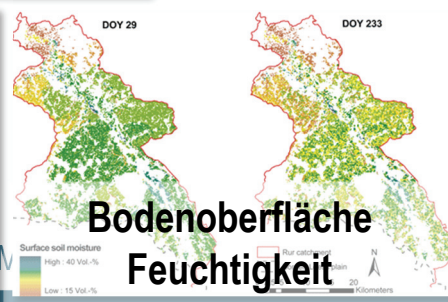 DOY 29
DOY 233
Bodenoberfläche
Feuchtigkeit
Surface soil moisture
High : 40 Vol.-%
Low : 15 Vol.-%
Rur catchment
plain
N
20
Kilometers